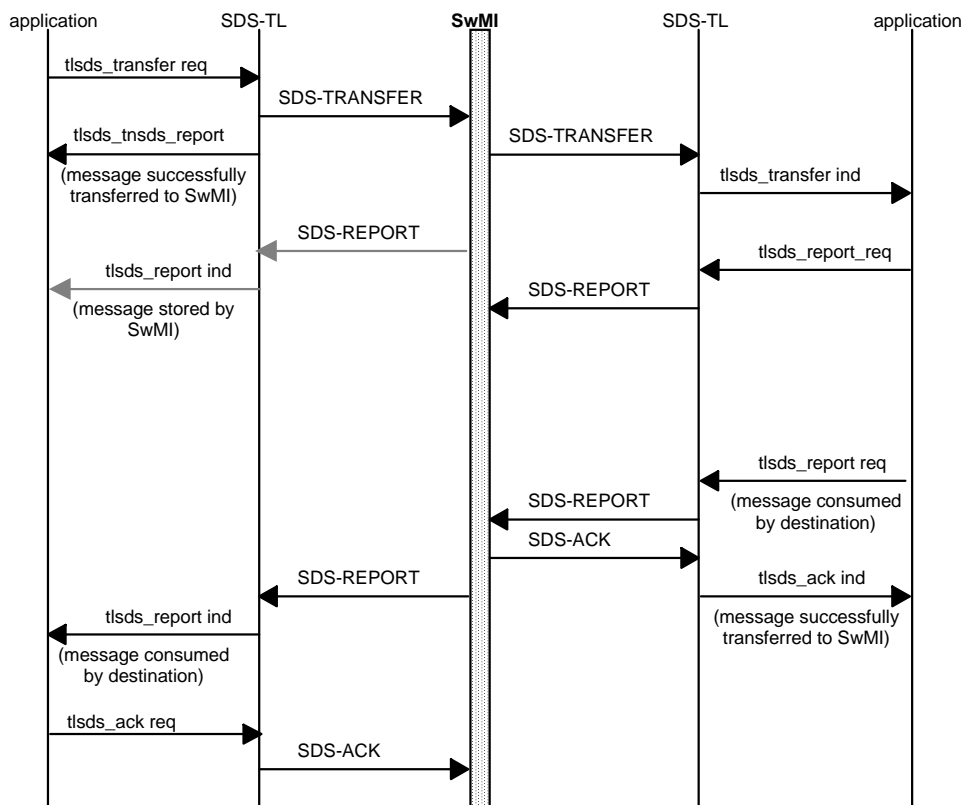 application
SDS-TL
SwMI
SDS-TL
application
tlsds_transfer req
SDS-TRANSFER
tlsds_tnsds_report
SDS-TRANSFER
(message successfully
transferred to SwMI)
tlsds_transfer ind
SDS-REPORT
tlsds_report_req
tlsds_report ind
SDS-REPORT
(message stored by
SwMI)
tlsds_report req
SDS-REPORT
(message consumed
by destination)
SDS-ACK
SDS-REPORT
tlsds_ack ind
tlsds_report ind
(message successfully
transferred to SwMI)
(message consumed
by destination)
tlsds_ack req
SDS-ACK